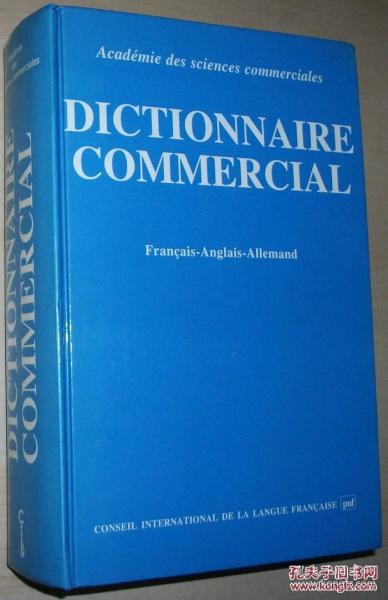 Académie des sciences commerciales
DICTIONNAIRE
COMMERCIAL
Français-Anglais-Allemand
CONSEIL INTERNATIONAL DE LA LANGUE FRANÇAISE puf
DICTIONNAIRE
COMMERCIAL
commerciales
孔夫子旧书网